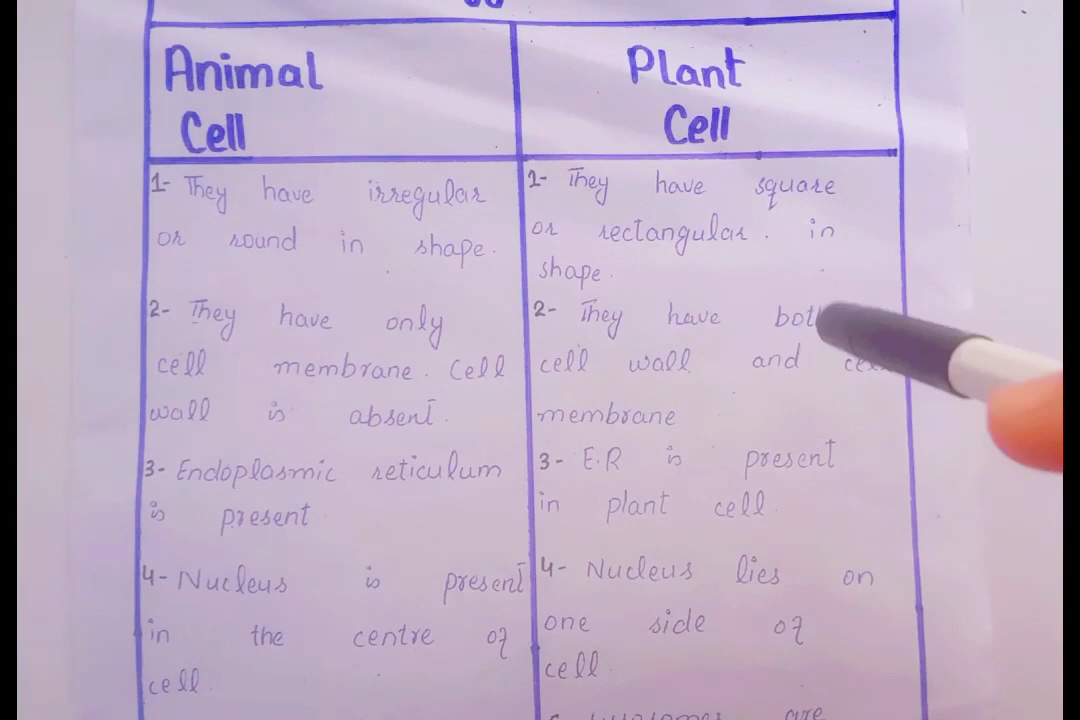 Animal
Cell
1- They have irregular
or round in shape.
2- They have only
cell membrane. Cell
wall is absent.
3- Endoplasmic reticulum
is present
4- Nucleus is present
in the centre of
cell
Plant
Cell
1- They have square
or rectangular. in
shape.
2- They have
cell wall and
membrane
3- E.R is present
in plant cell.
4- Nucleus lies on
one side of
cell
are